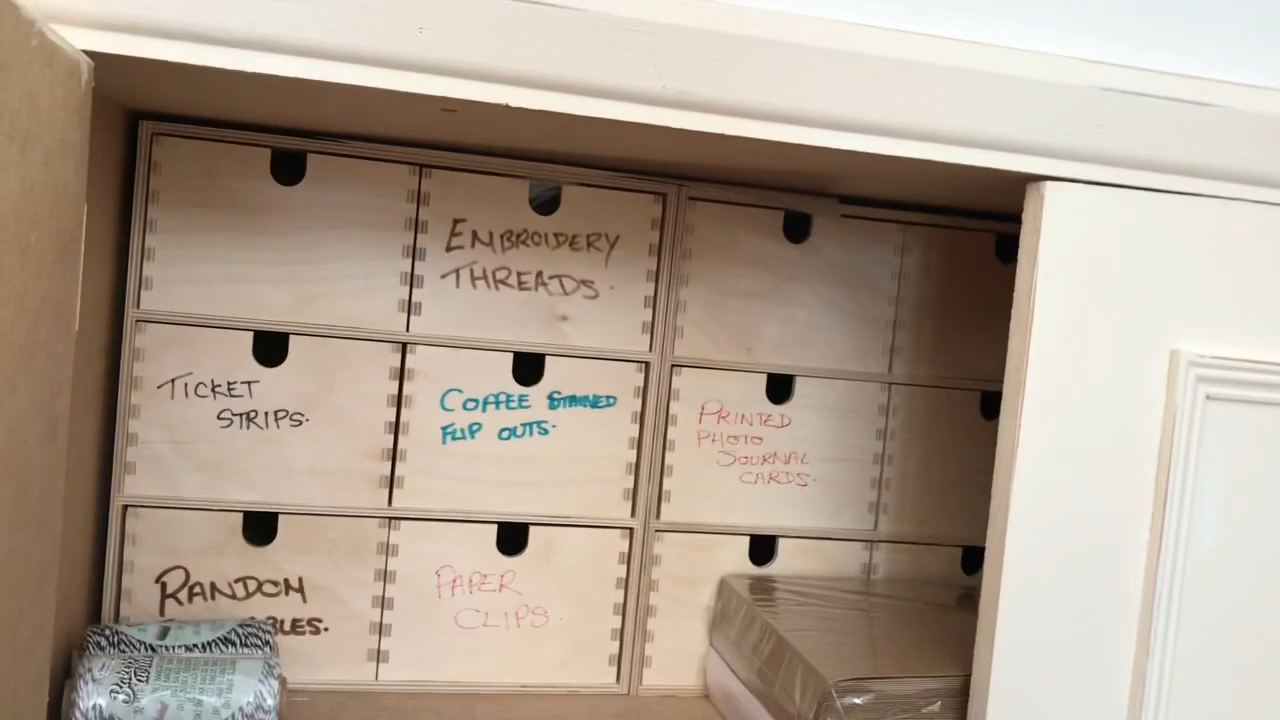 EMBROIDERY
THREADS.
TICKET
STRIPS.
COFFEE STAINED
FLIP OUTS.
PRINTED
PHOTO
JOURNAL
CARDS.
RANDOM
PAPER
CLIPS.